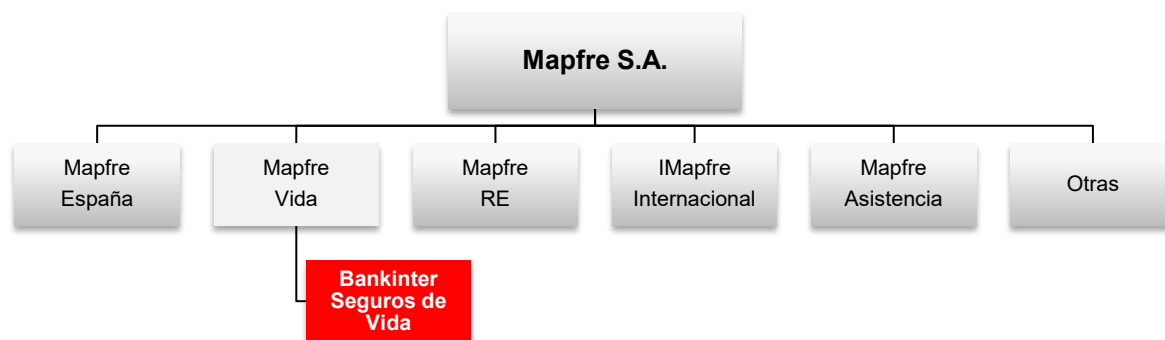 Mapfre S.A.
Mapfre
España
Mapfre
Vida
Mapfre
RE
IMapfre
Internacional
Mapfre
Asistencia
Otras
Bankinter
Seguros de
Vida